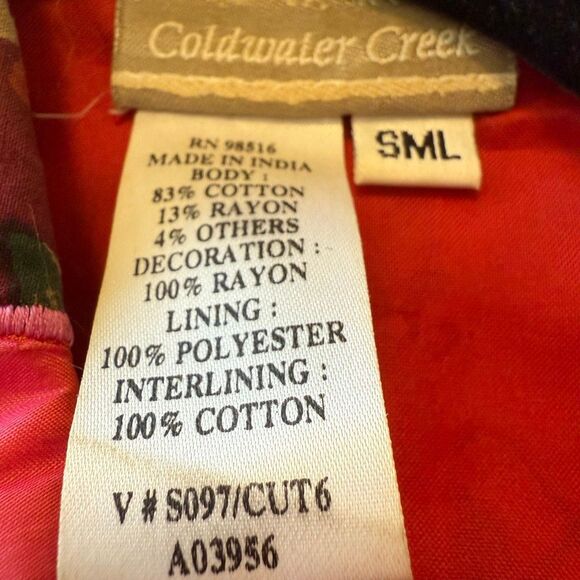 Coldwater Creek
SML
RN 98516
MADE IN INDIA
BODY :
83% COTTON
13% RAYON
4% OTHERS
DECORATION :
100% RAYON
LINING :
100% POLYESTER
INTERLINING :
100% COTTON
V # S097/CUT6
A03956